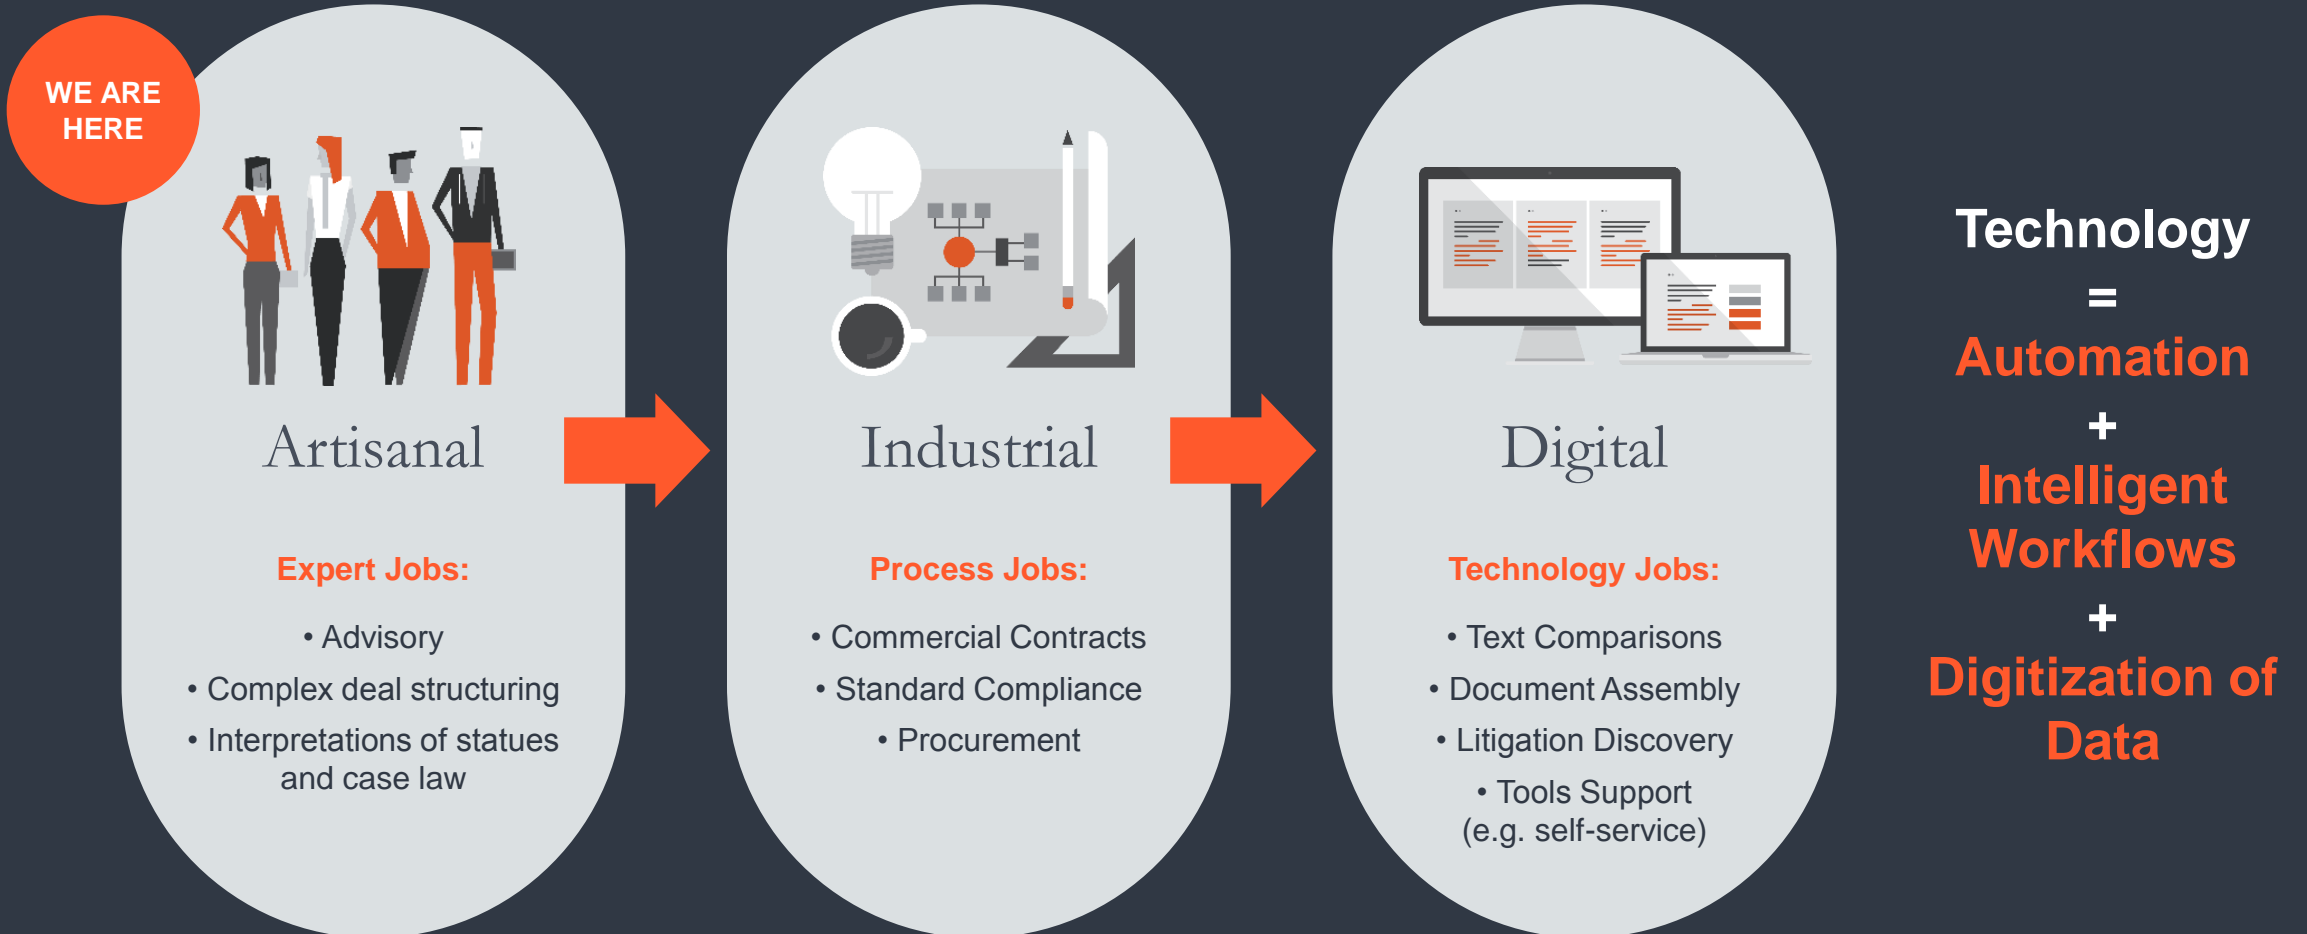 WE ARE
HERE
Artisanal
Expert Jobs:
• Advisory
• Complex deal structuring
• Interpretations of statues
and case law
Industrial
Process Jobs:
• Commercial Contracts
• Standard Compliance
• Procurement
Digital
Technology Jobs:
• Text Comparisons
• Document Assembly
• Litigation Discovery
• Tools Support
(e.g. self-service)
Technology
=
Automation
+
Intelligent
Workflows
+
Digitization of
Data